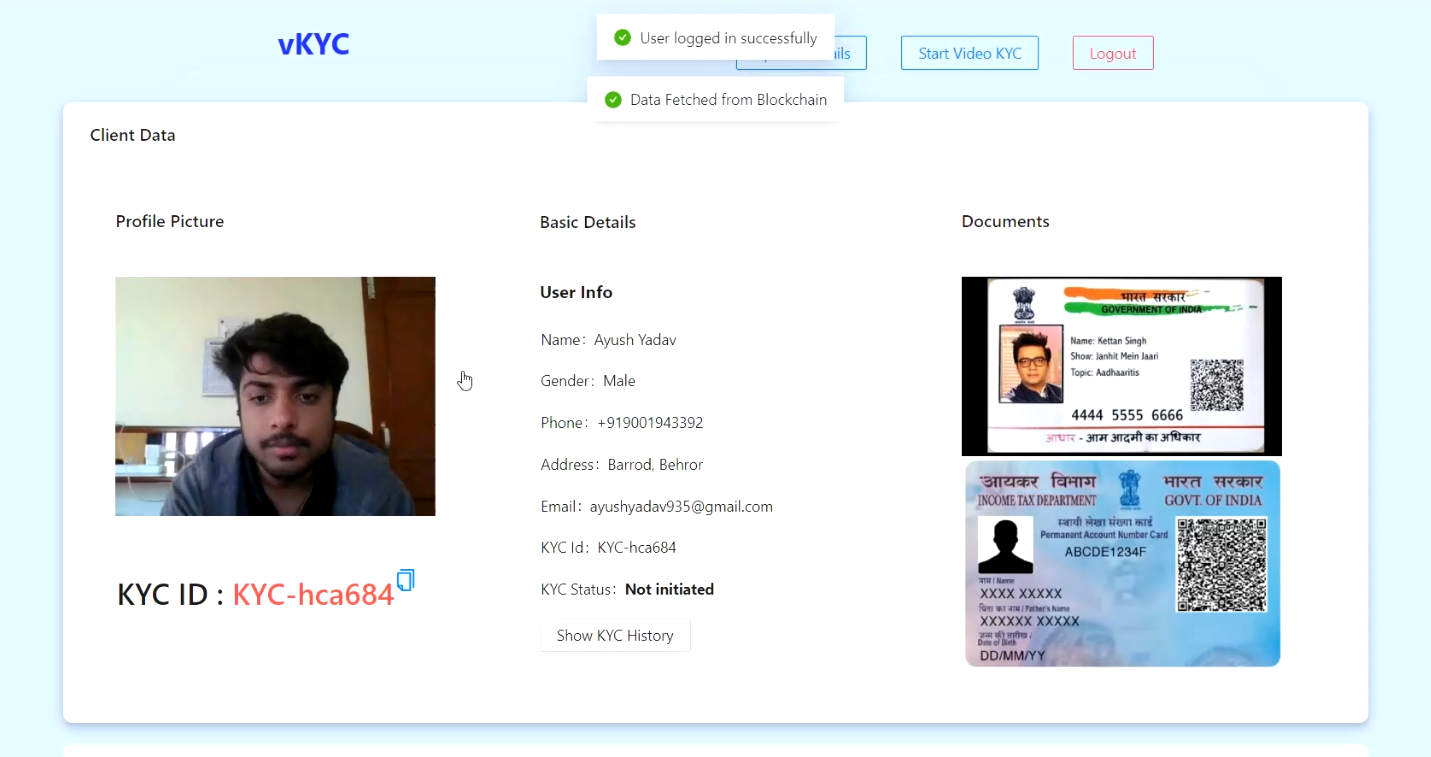 vKYC
User logged in successfully
Start Video KYC
Logout
Data Fetched from Blockchain
Client Data
Profile Picture
Basic Details
Documents
User Info
Name: Ayush Yadav
Gender: Male
Phone: +919001943392
Address: Barrod, Behror
Email: ayushyadav935@gmail.com
KYC Id: KYC-hca684
KYC Status: Not initiated
Show KYC History
KYC ID : KYC-hca684
भारत सरकार
GOVERNMENT OF INDIA
Name: Kettan Singh
Show: Janhit Mein Jaari
Topic: Aadhaaritis
4444 5555 6666
आधार - आम आदमी का अधिकार
आयकर विभाग
INCOME TAX DEPARTMENT
भारत सरकार
GOVT. OF INDIA
स्थायी लेखा संख्या कार्ड
Permanent Account Number Card
ABCDE1234F
नाम / Name
XXXX XXXXX
पिता का नाम / Father's Name
XXXXXX XXXXX
जन्म की तारीख /
Date of Birth
DD/MM/YY